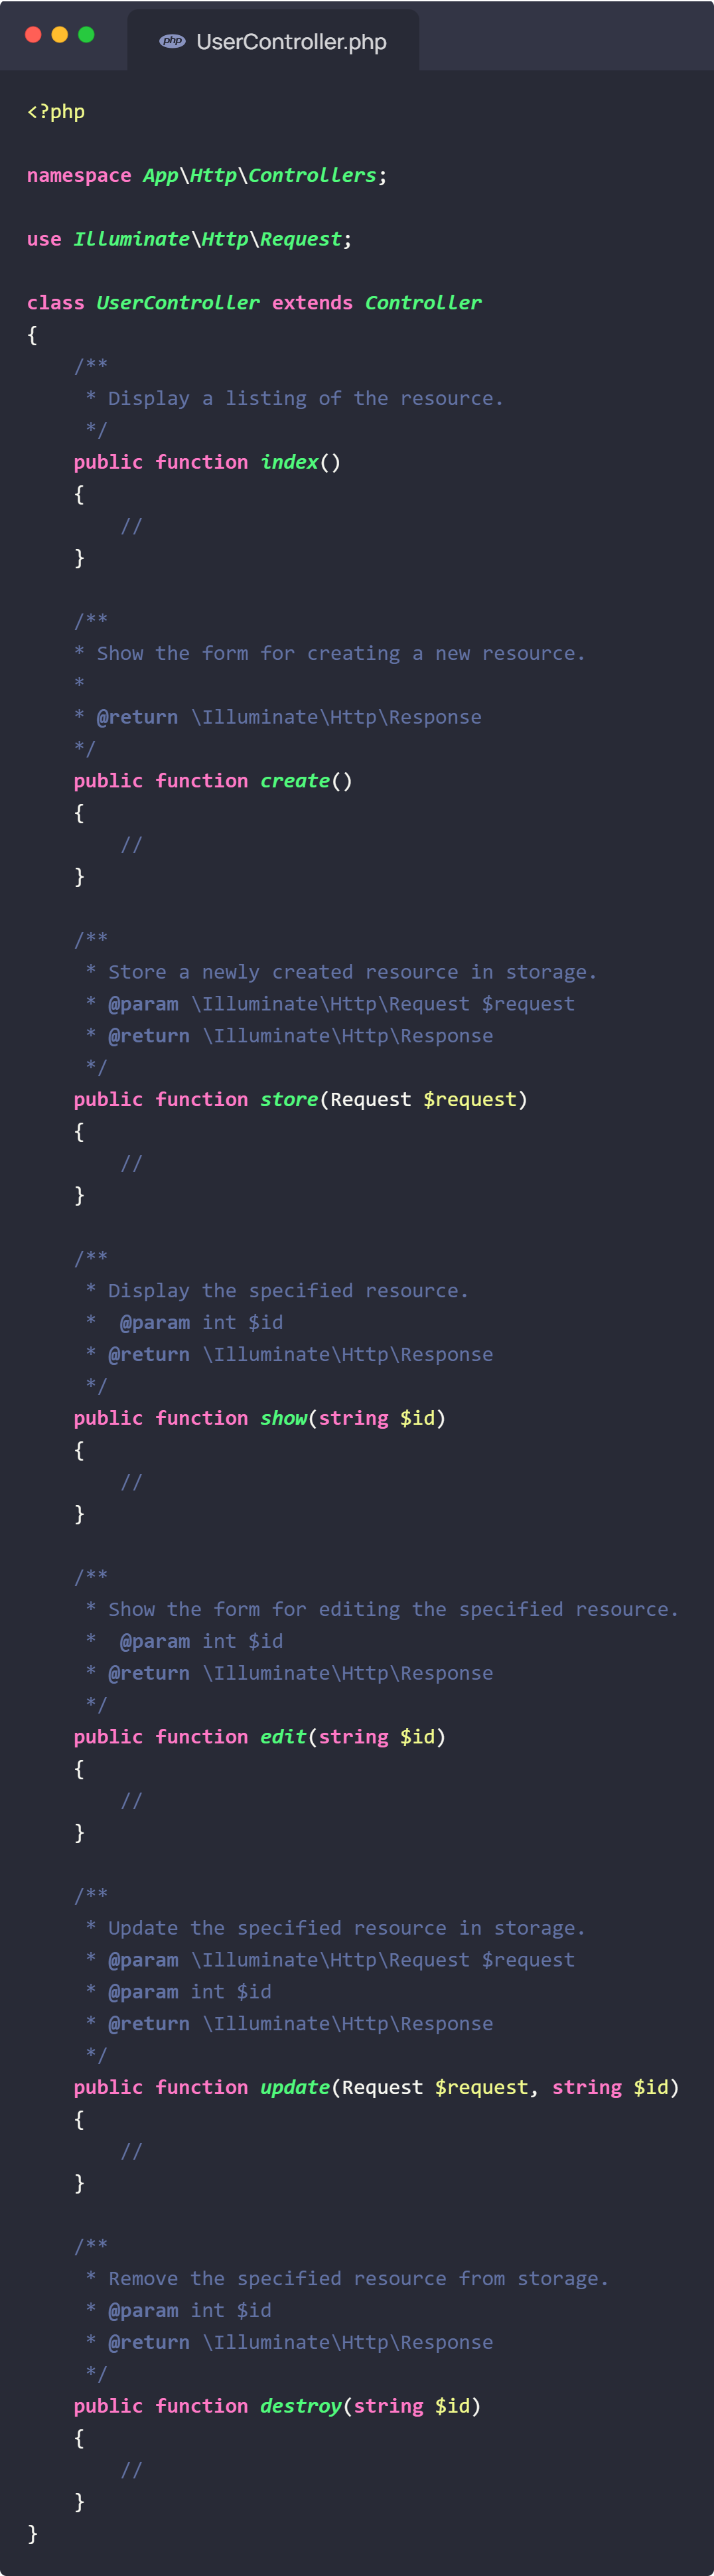 php UserController.php
<?php

namespace App\Http\Controllers;

use Illuminate\Http\Request;

class UserController extends Controller
{
    /**
     * Display a listing of the resource.
     */
    public function index()
    {
        //
    }

    /**
    * Show the form for creating a new resource.
    *
    * @return \Illuminate\Http\Response
    */
    public function create()
    {
        //
    }

    /**
     * Store a newly created resource in storage.
     * @param \Illuminate\Http\Request $request
     * @return \Illuminate\Http\Response
     */
    public function store(Request $request)
    {
        //
    }

    /**
     * Display the specified resource.
     *  @param int $id
     * @return \Illuminate\Http\Response
     */
    public function show(string $id)
    {
        //
    }

    /**
     * Show the form for editing the specified resource.
     *  @param int $id
     * @return \Illuminate\Http\Response
     */
    public function edit(string $id)
    {
        //
    }

    /**
     * Update the specified resource in storage.
     * @param \Illuminate\Http\Request $request
     * @param int $id
     * @return \Illuminate\Http\Response
     */
    public function update(Request $request, string $id)
    {
        //
    }

    /**
     * Remove the specified resource from storage.
     * @param int $id
     * @return \Illuminate\Http\Response
     */
    public function destroy(string $id)
    {
        //
    }
}